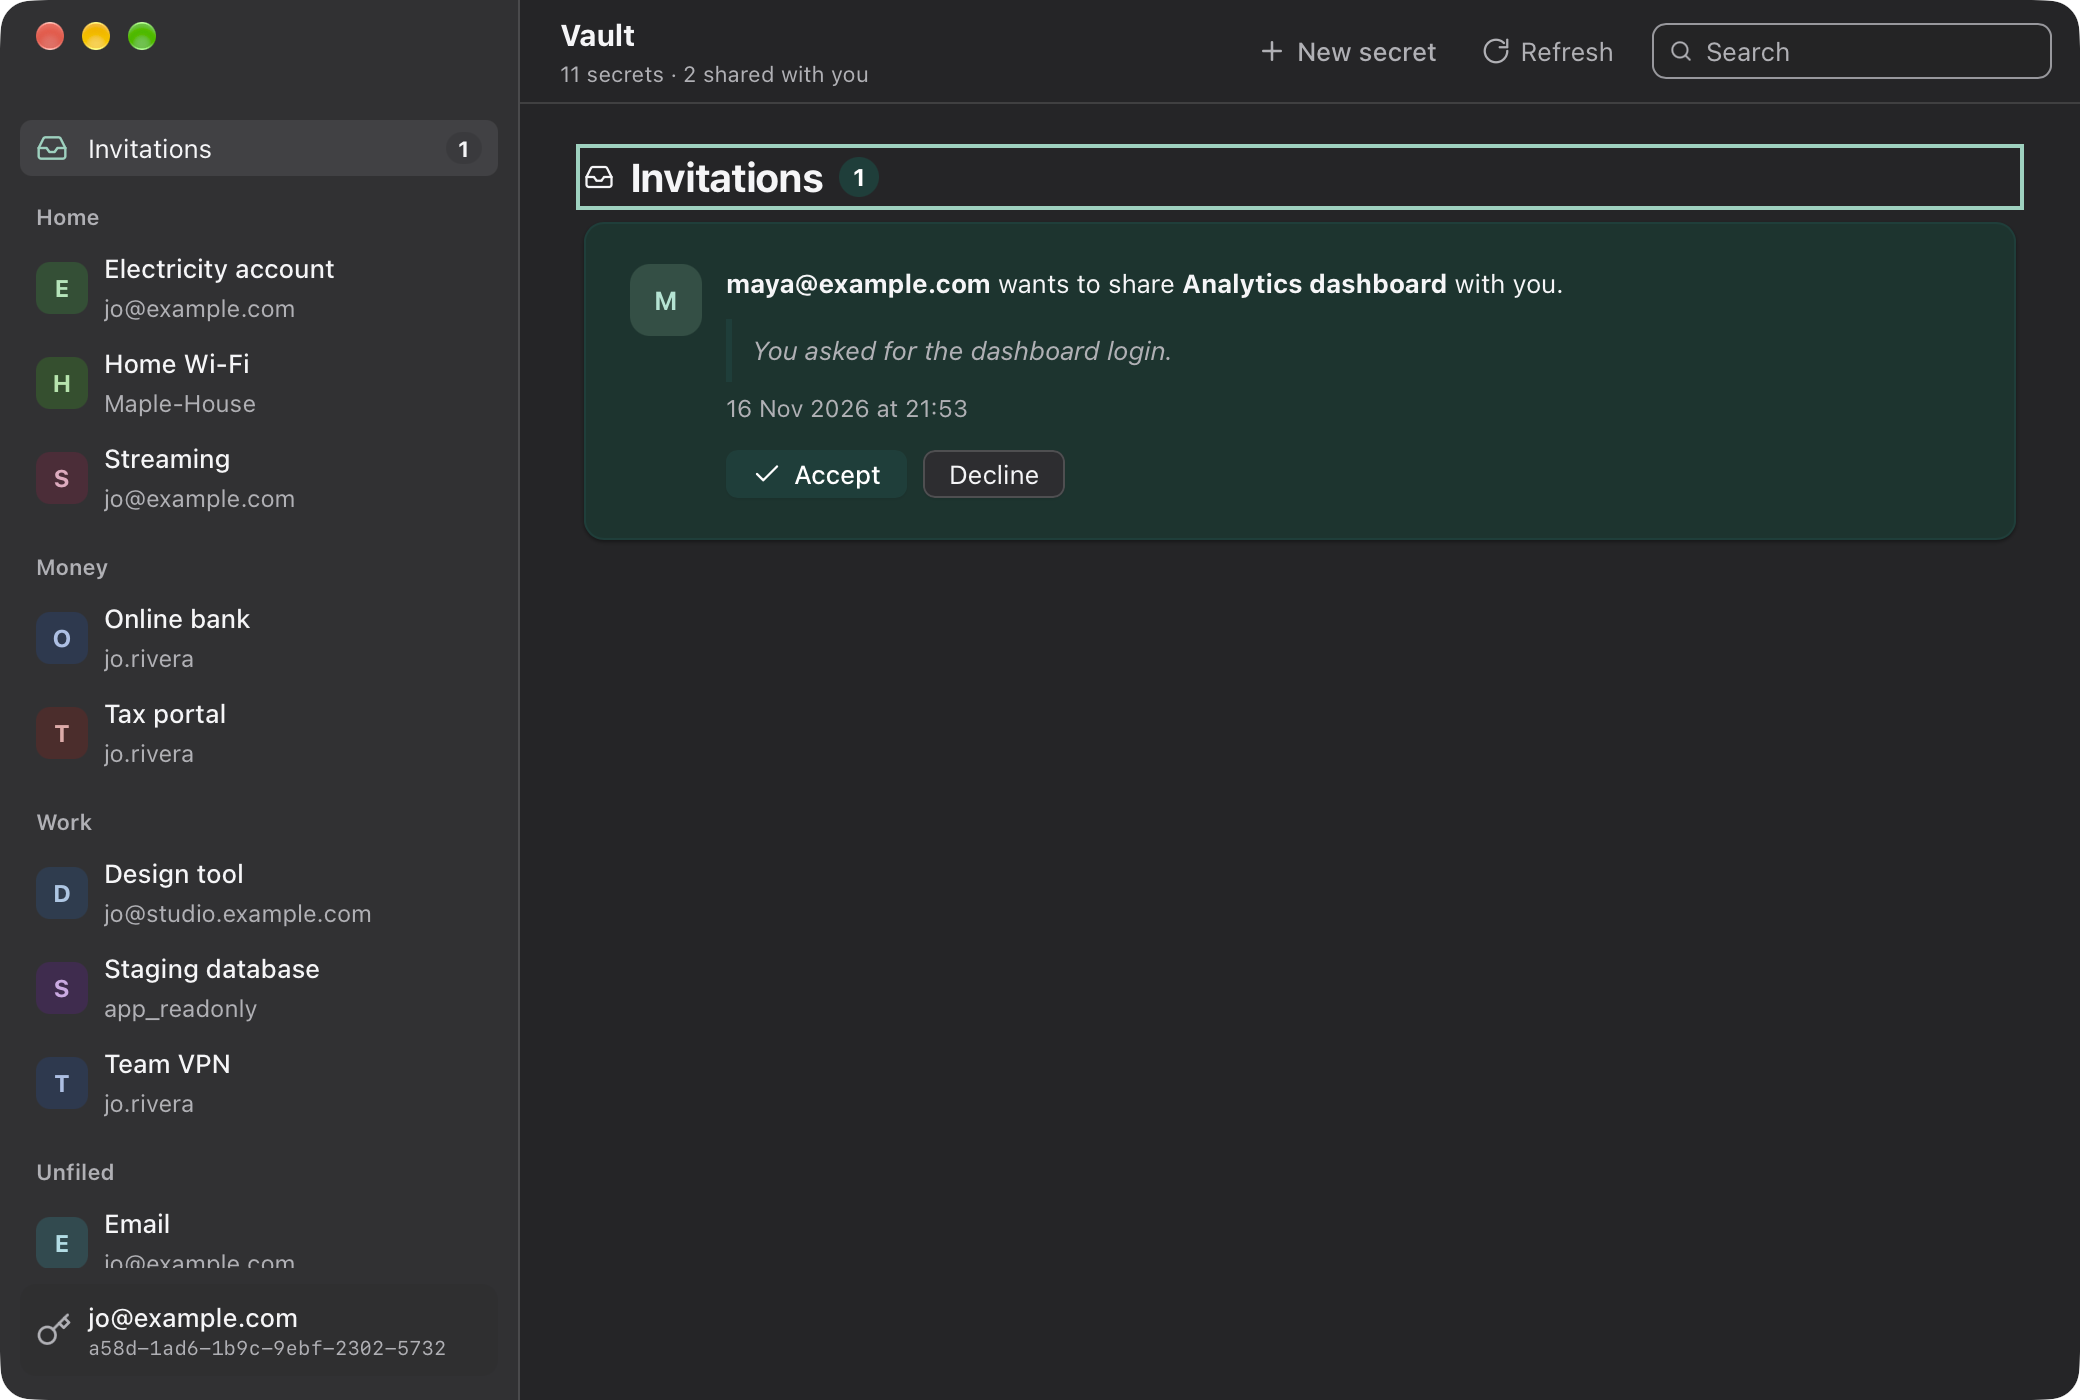 Vault
11 secrets · 2 shared with you
New secret
Refresh
Search
Invitations
1
Home
E
Electricity account
jo@example.com
H
Home Wi-Fi
Maple-House
S
Streaming
jo@example.com
Money
O
Online bank
jo.rivera
T
Tax portal
jo.rivera
Work
D
Design tool
jo@studio.example.com
S
Staging database
app_readonly
T
Team VPN
jo.rivera
Unfiled
E
Email
jo@example.com
jo@example.com
a58d-1ad6-1b9c-9ebf-2302-5732
Invitations 1
M
maya@example.com wants to share Analytics dashboard with you.
You asked for the dashboard login.
16 Nov 2026 at 21:53
Accept
Decline